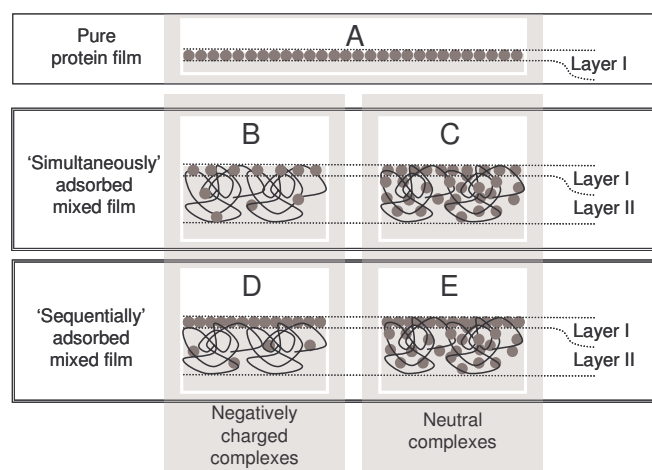 Pure
protein film
A
Layer I
'Simultaneously'
adsorbed
mixed film
B
C
Layer I
Layer II
'Sequentially'
adsorbed
mixed film
D
E
Layer I
Layer II
Negatively
charged
complexes
Neutral
complexes